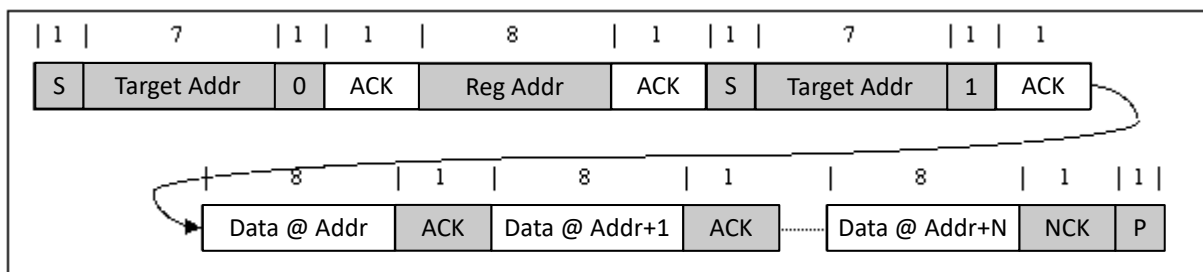 | 1 | 7 | 1 | 1 | 8 | 1 | 1 | 7 | 1 | 1
S Target Addr 0 ACK Reg Addr ACK S Target Addr 1 ACK
| 8 | 1 | 8 | 1 | 8 | 1 | 1 |
Data @ Addr ACK Data @ Addr+1 ACK Data @ Addr+N NCK P